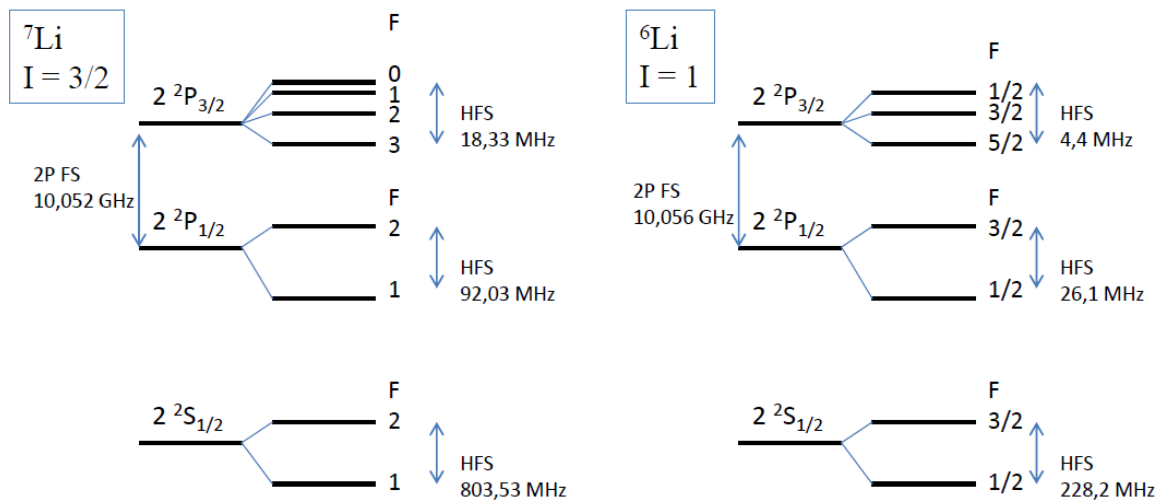 ⁷Li
I = 3/2
F
2 ²P₃/₂
0
1
2
3
HFS
18,33 MHz
2P FS
10,052 GHz
F
2 ²P₁/₂
2
1
HFS
92,03 MHz
F
2 ²S₁/₂
2
1
HFS
803,53 MHz
⁶Li
I = 1
F
2 ²P₃/₂
1/2
3/2
5/2
HFS
4,4 MHz
2P FS
10,056 GHz
F
2 ²P₁/₂
3/2
1/2
HFS
26,1 MHz
F
2 ²S₁/₂
3/2
1/2
HFS
228,2 MHz